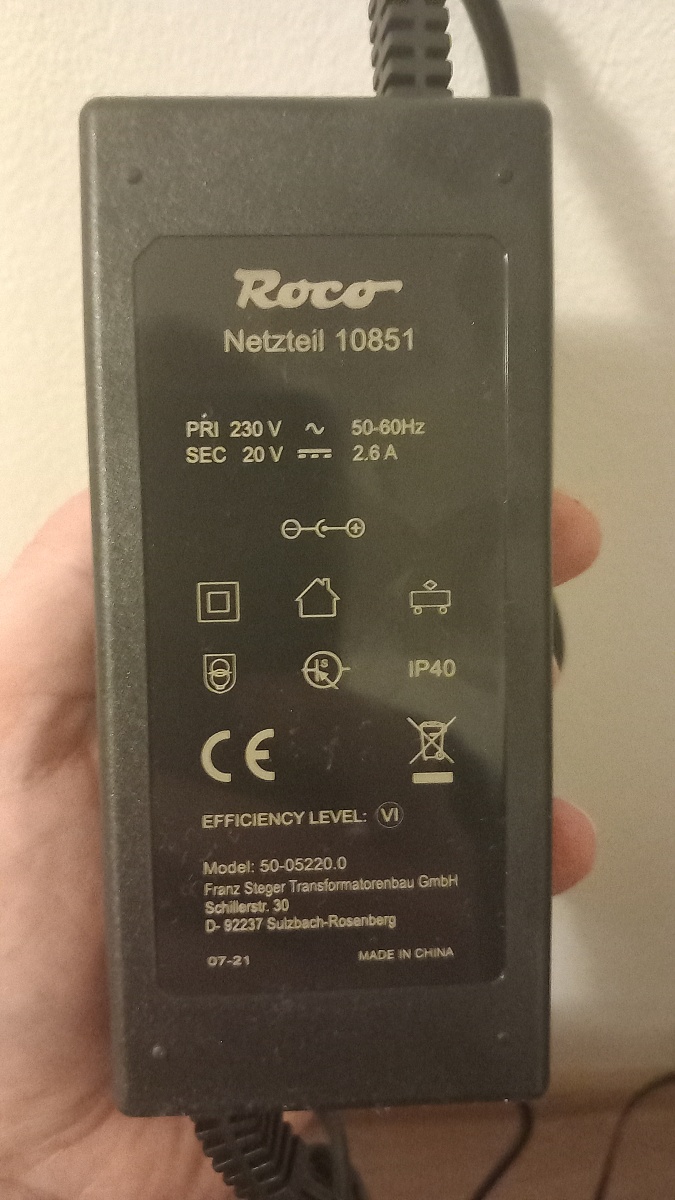 Roco
Netzteil 10851
PRI 230 V ~ 50-60Hz
SEC 20 V ⎓ 2.6 A
IP40
CE
EFFICIENCY LEVEL: VI
Model: 50-05220.0
Franz Steger Transformatorenbau GmbH
Schillerstr. 30
D- 92237 Sulzbach-Rosenberg
07-21 MADE IN CHINA